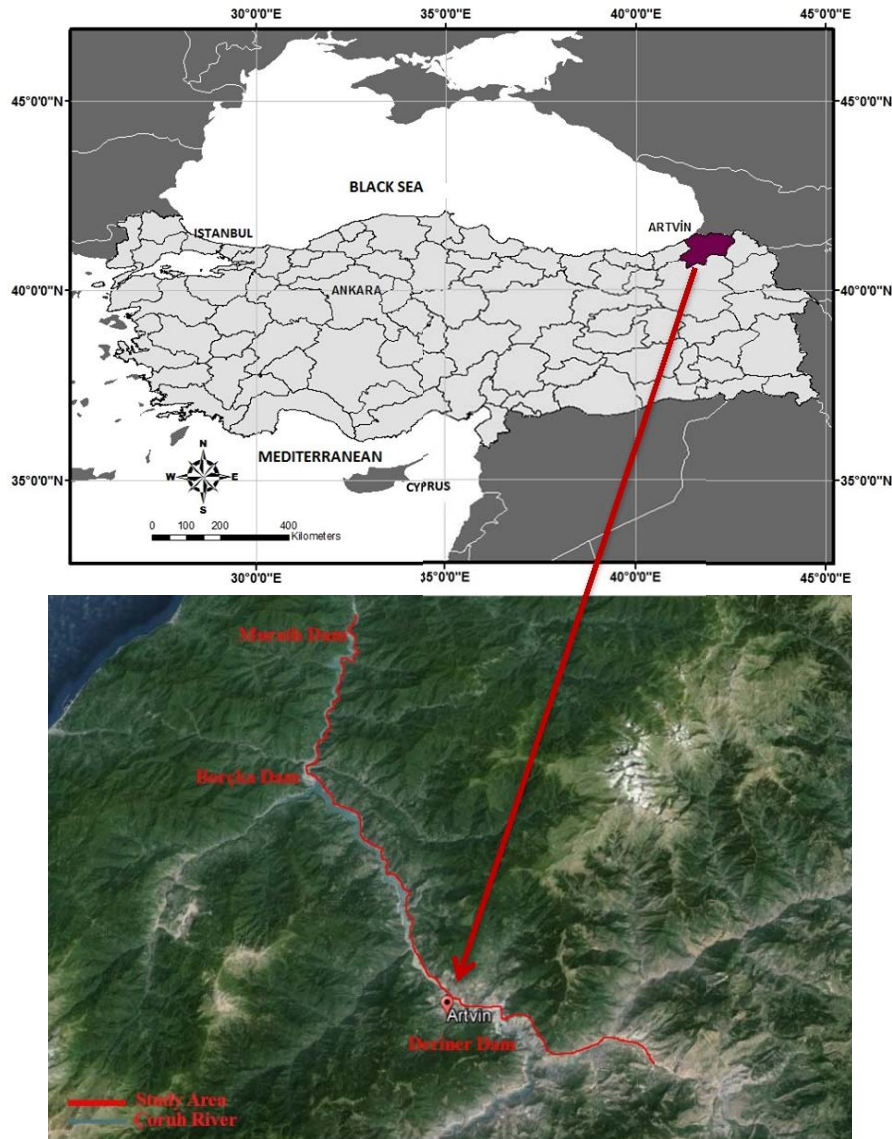 30°0'0"E 35°0'0"E 40°0'0"E 45°0'0"E
45°0'0"N 45°0'0"N
BLACK SEA
ISTANBUL
ARTVİN
ANKARA
40°0'0"N 40°0'0"N
MEDITERRANEAN
N
W E
S
35°0'0"N 35°0'0"N
CYPRUS
0 100 200 400
Kilometers
30°0'0"E 35°0'0"E 40°0'0"E 45°0'0"E
Muratlı Dam
Borçka Dam
Artvin
Deriner Dam
Study Area
Çoruh River